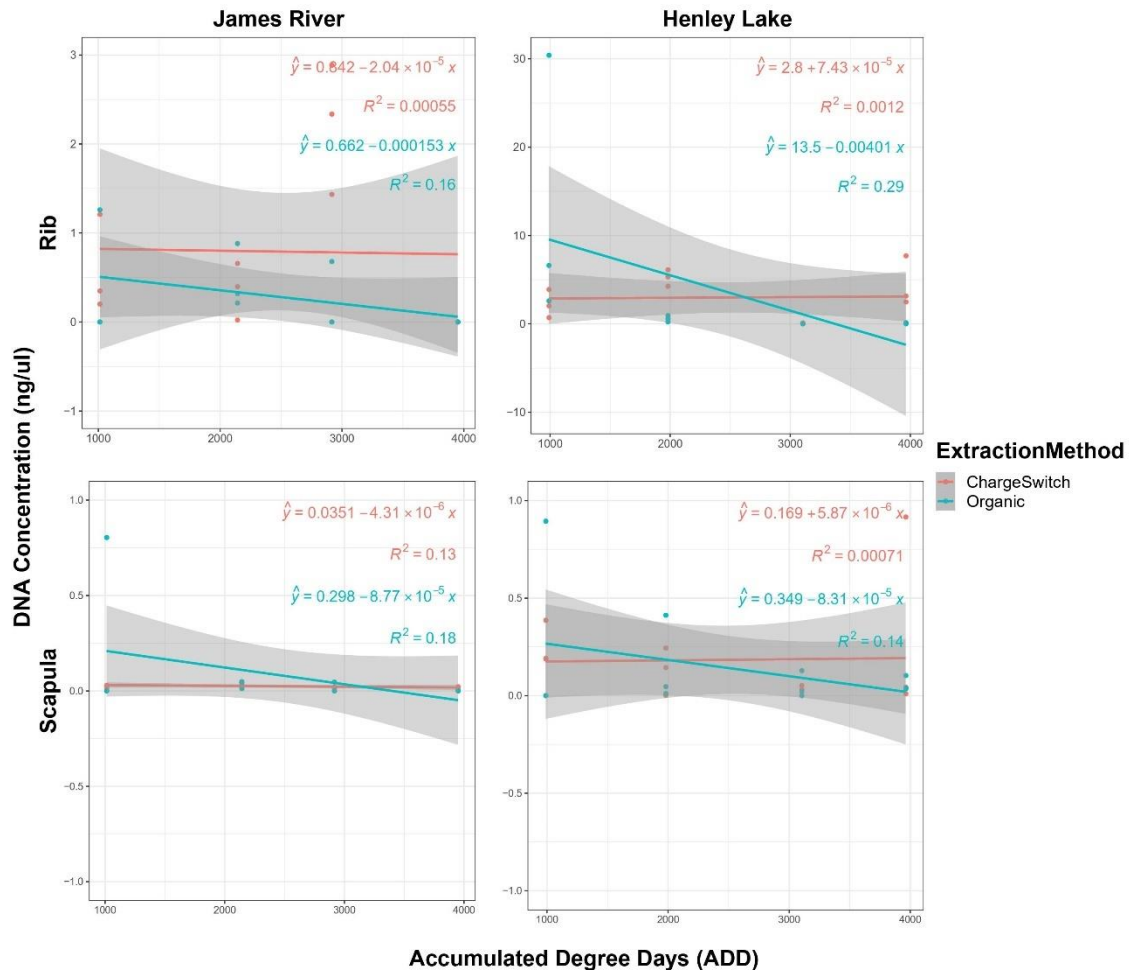 James River
Henley Lake
DNA Concentration (ng/ul)
Rib
3
2
1
0
−1
ŷ = 0.842 − 2.04 × 10⁻⁵ x
R² = 0.00055
ŷ = 0.662 − 0.000153 x
R² = 0.16
1000 2000 3000 4000
30
20
10
0
−10
ŷ = 2.8 + 7.43 × 10⁻⁵ x
R² = 0.0012
ŷ = 13.5 − 0.00401 x
R² = 0.29
1000 2000 3000 4000
Scapula
1.0
0.5
0.0
−0.5
−1.0
ŷ = 0.0351 − 4.31 × 10⁻⁶ x
R² = 0.13
ŷ = 0.298 − 8.77 × 10⁻⁵ x
R² = 0.18
1000 2000 3000 4000
1.0
0.5
0.0
−0.5
−1.0
ŷ = 0.169 + 5.87 × 10⁻⁶ x
R² = 0.00071
ŷ = 0.349 − 8.31 × 10⁻⁵ x
R² = 0.14
1000 2000 3000 4000
ExtractionMethod
ChargeSwitch
Organic
Accumulated Degree Days (ADD)